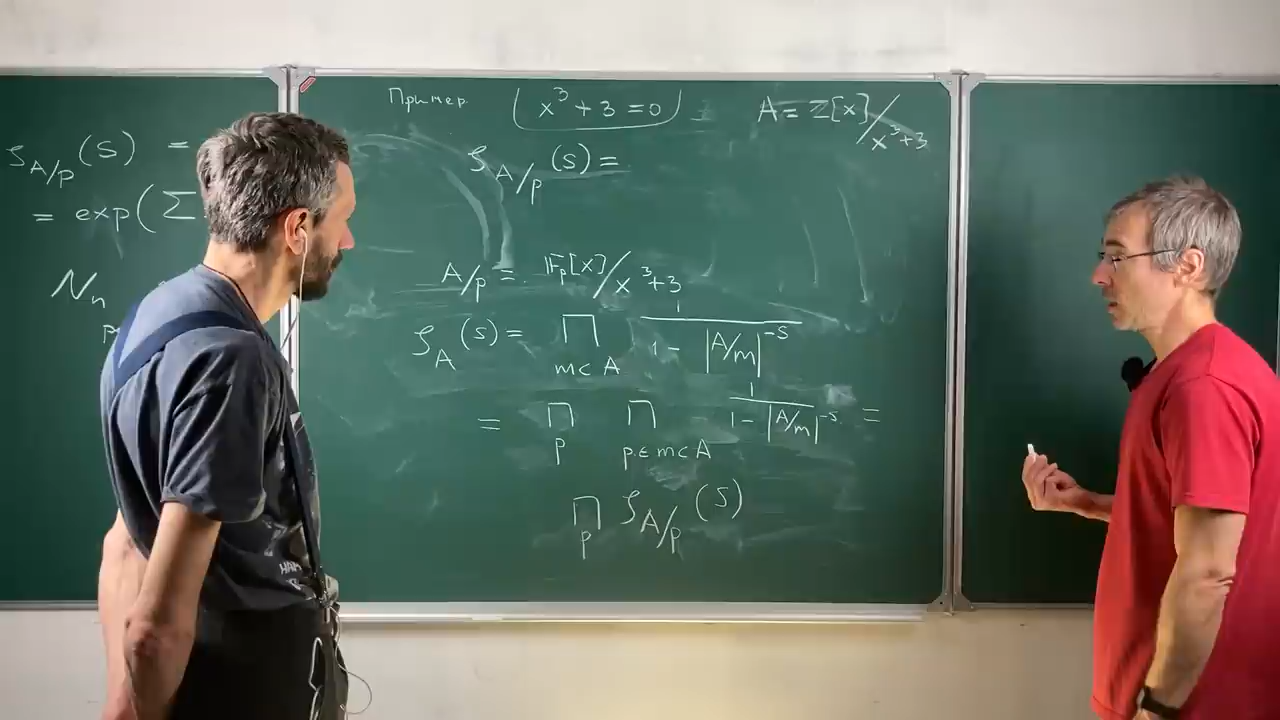 ζ_{A/p}(s) =
= exp(Σ
N_n
Пример x³+3=0 A = Z[x]/x³+3
ζ_{A/p}(s) =
A/p = 𝔽_p[x]/x³+3
ζ_A(s) = ∏_{m⊂A} 1/(1 - |A/m|^{-s})
= ∏_p ∏_{p∈m⊂A} 1/(1 - |A/m|^{-s}) =
∏_p ζ_{A/p}(s)